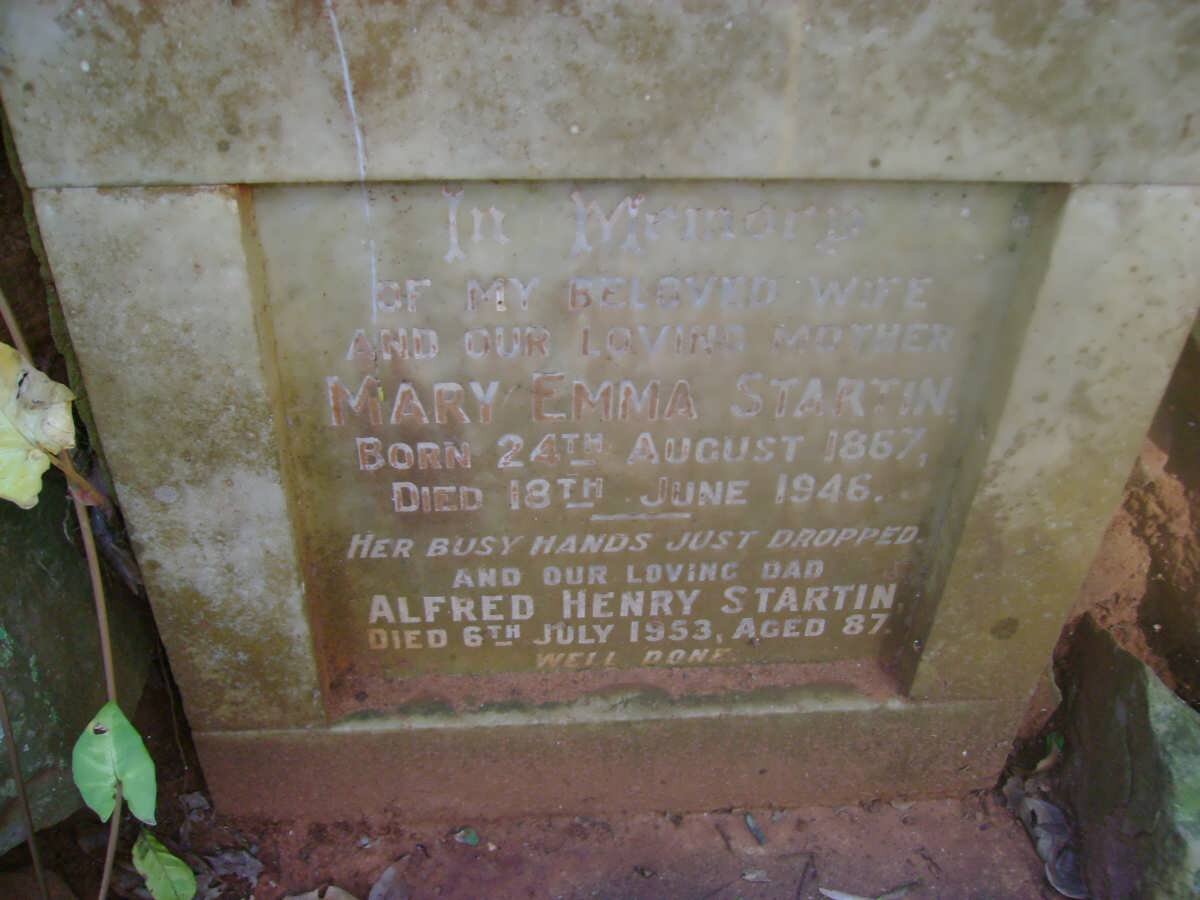 In Memory
OF MY BELOVED WIFE
AND OUR LOVING MOTHER
MARY EMMA STARTIN,
BORN 24TH AUGUST 1867,
DIED 18TH JUNE 1946.
HER BUSY HANDS JUST DROPPED.
AND OUR LOVING DAD
ALFRED HENRY STARTIN,
DIED 6TH JULY 1953, AGED 87.
WELL DONE